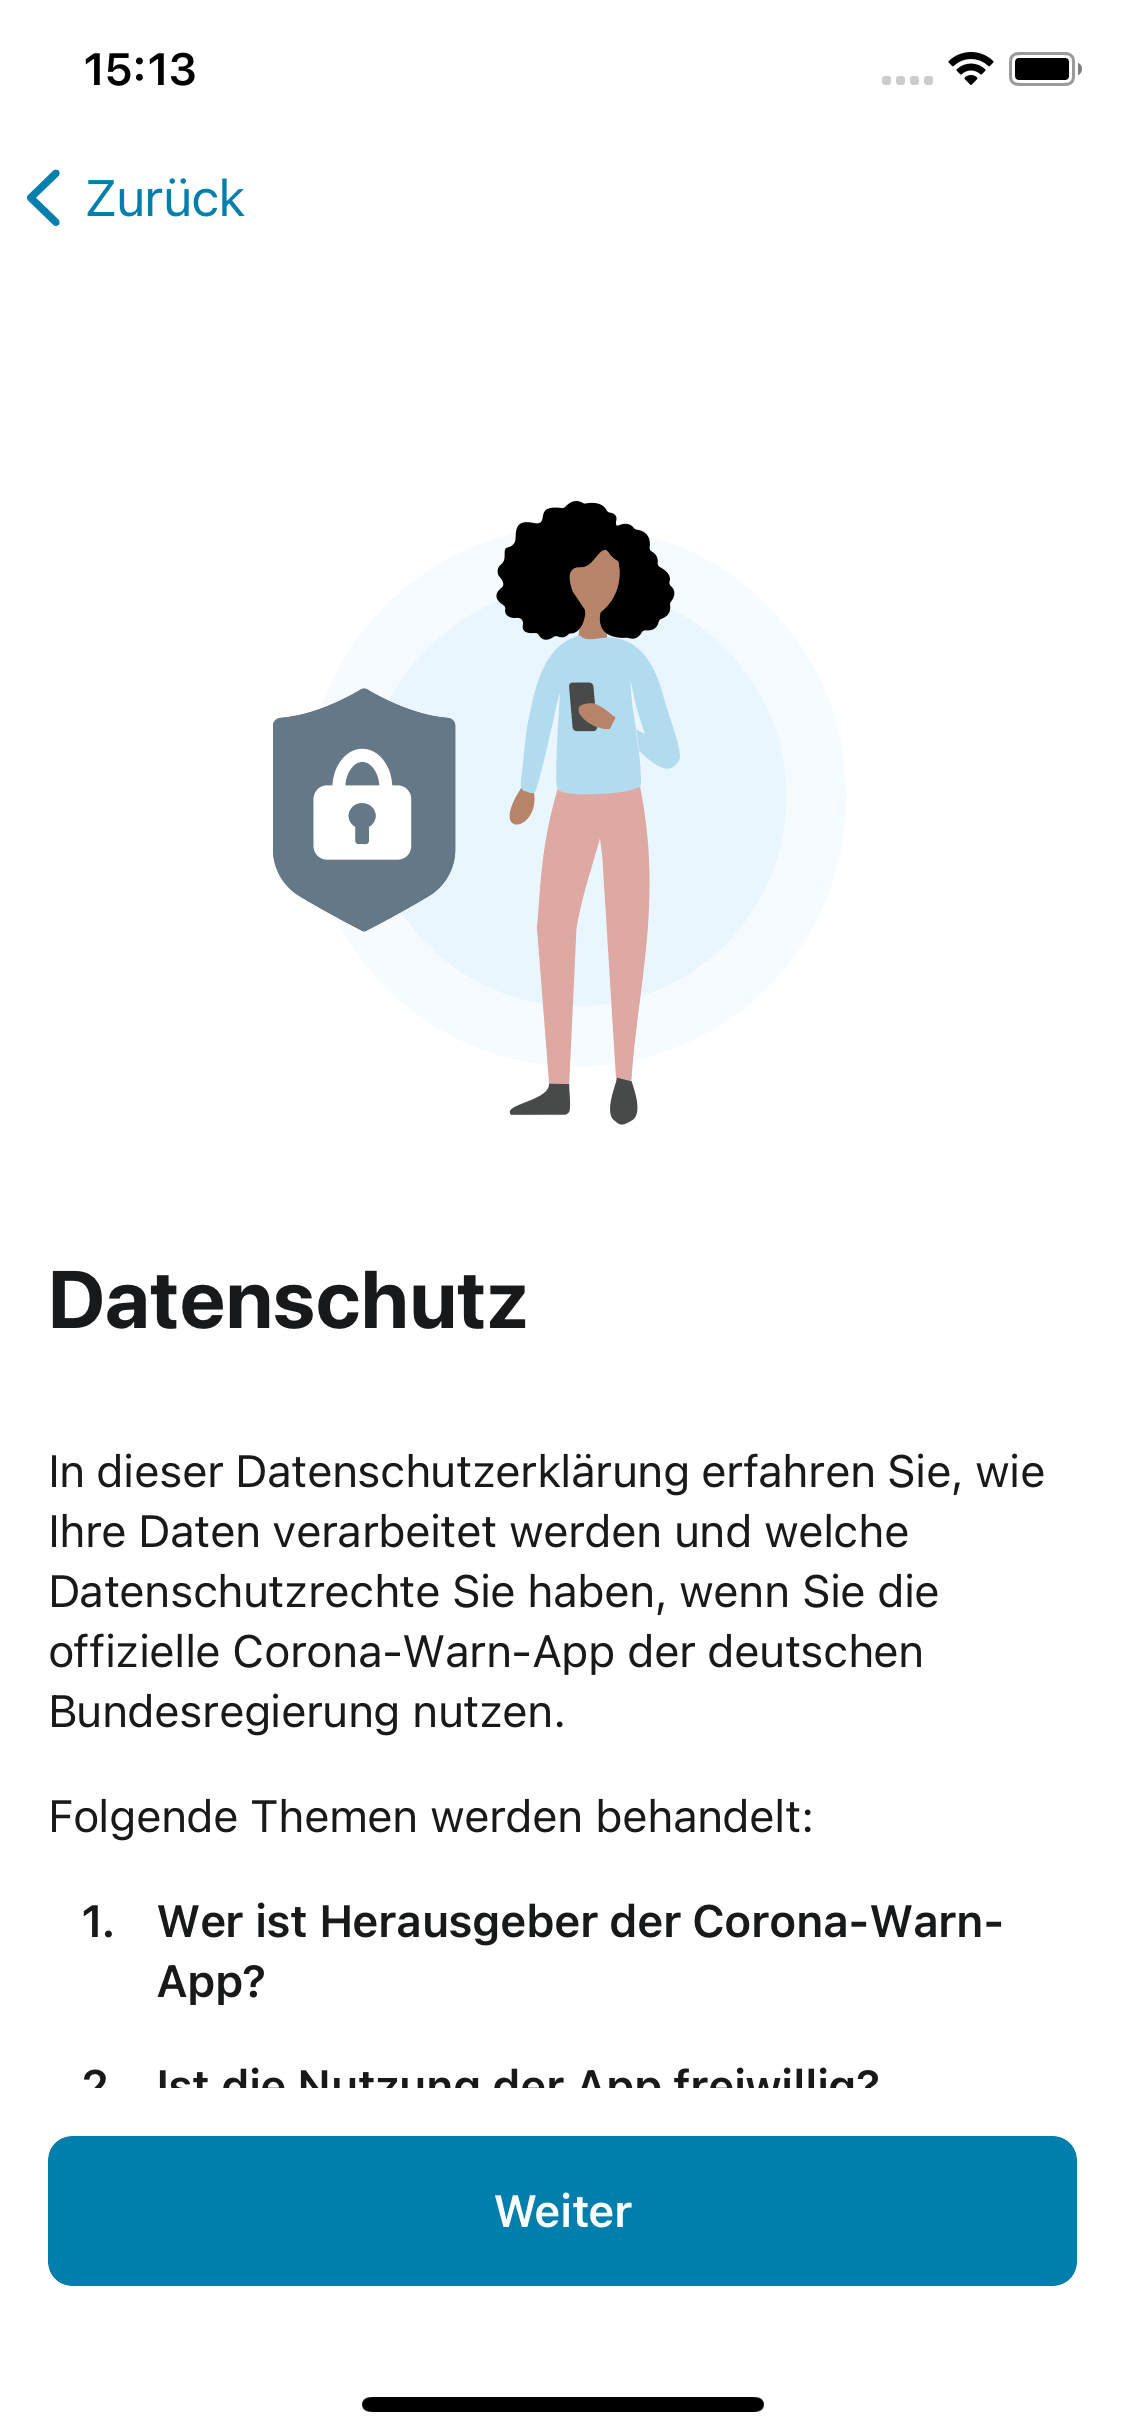 15:13
Zurück
Datenschutz
In dieser Datenschutzerklärung erfahren Sie, wie
Ihre Daten verarbeitet werden und welche
Datenschutzrechte Sie haben, wenn Sie die
offizielle Corona-Warn-App der deutschen
Bundesregierung nutzen.
Folgende Themen werden behandelt:
1. Wer ist Herausgeber der Corona-Warn-
App?
2. Ist die Nutzung der App freiwillig?
Weiter